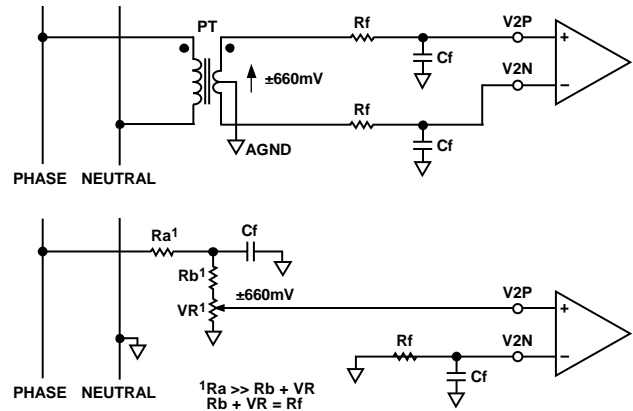 PT
Rf
V2P
Cf
+
±660mV
V2N
Rf
−
AGND
Cf
PHASE NEUTRAL
Ra¹
Cf
Rb¹
±660mV
VR¹
V2P
+
Rf
V2N
−
Cf
PHASE NEUTRAL
¹Ra >> Rb + VR
Rb + VR = Rf